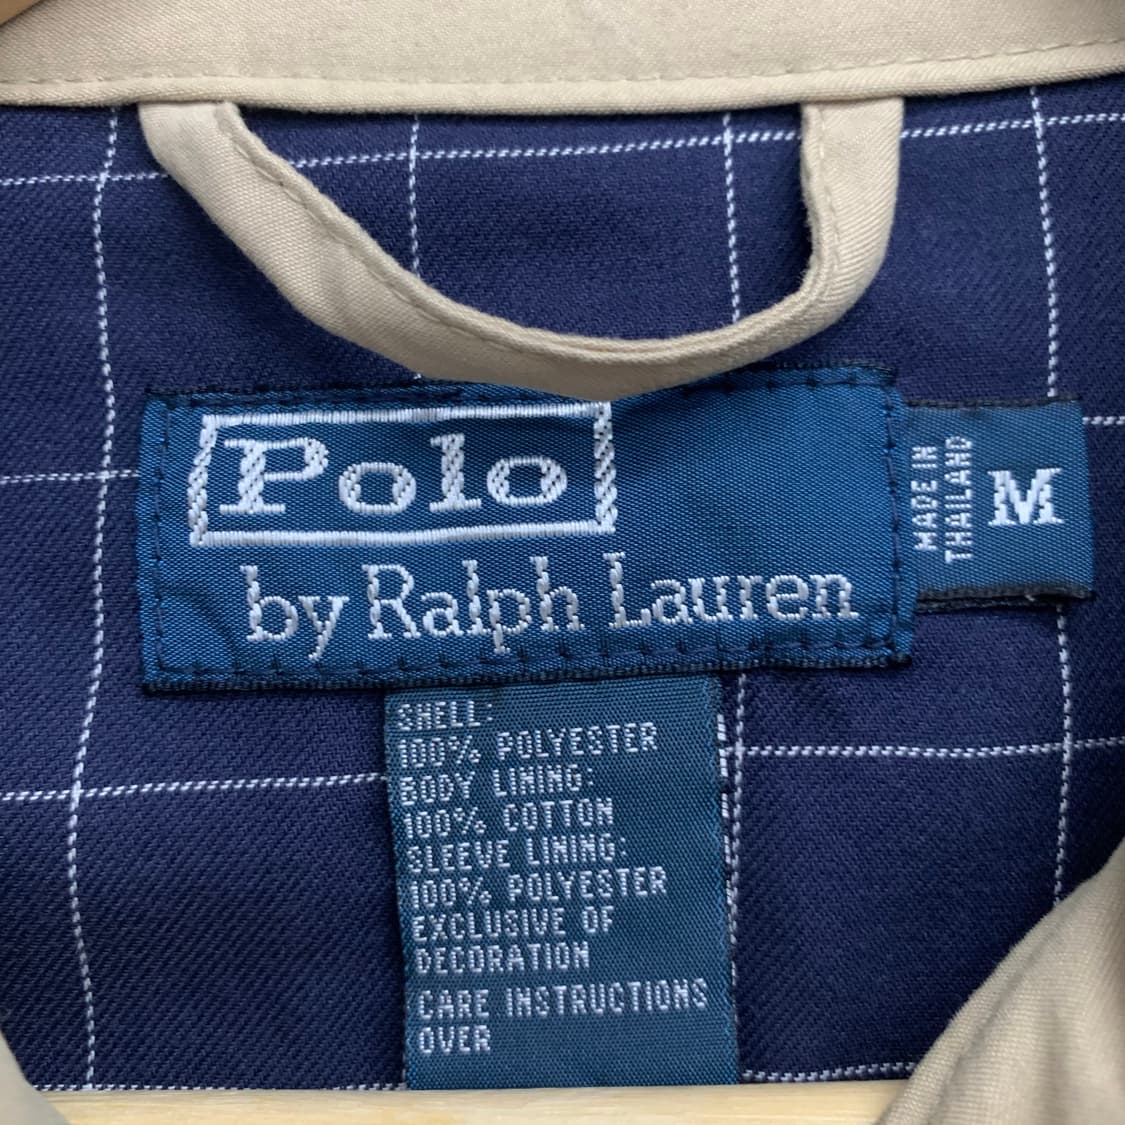 Polo
by Ralph Lauren
MADE IN
THAILAND
M
SHELL:
100% POLYESTER
BODY LINING:
100% COTTON
SLEEVE LINING:
100% POLYESTER
EXCLUSIVE OF
DECORATION
CARE INSTRUCTIONS
OVER